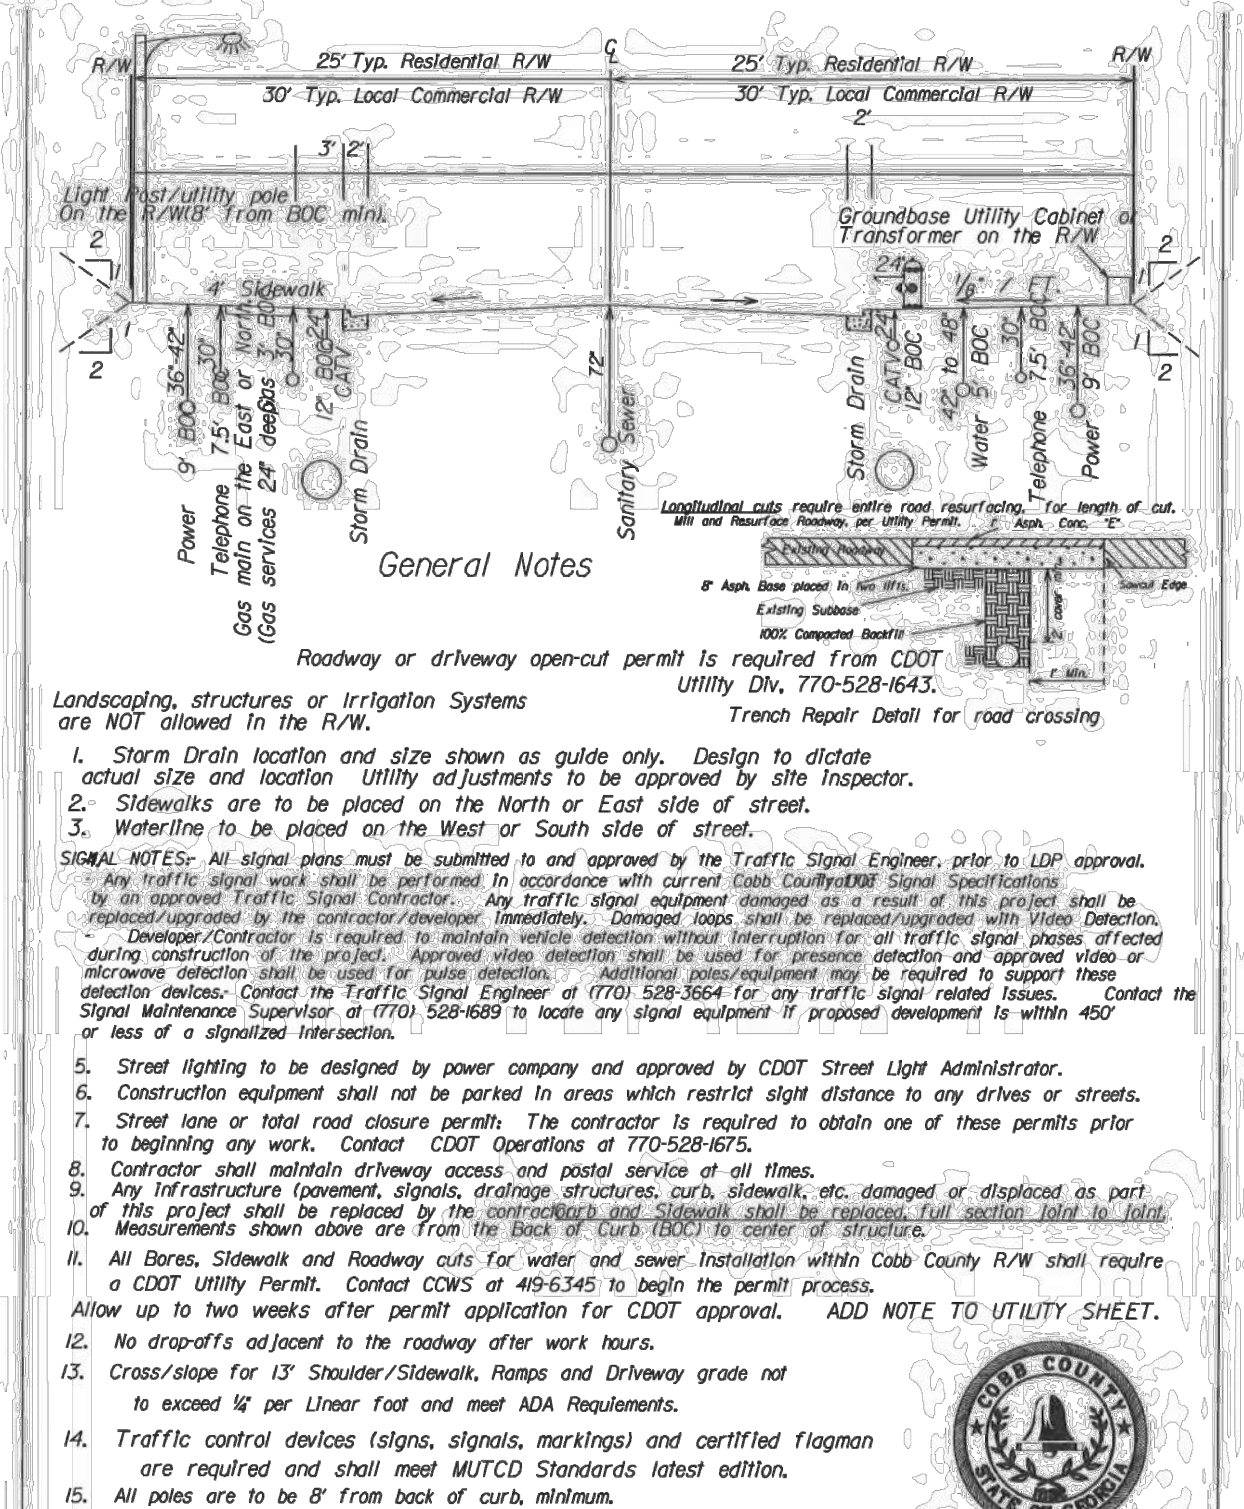 R/W
25' Typ. Residential R/W
C
L
25' Typ. Residential R/W
R/W
30' Typ. Local Commercial R/W
30' Typ. Local Commercial R/W
3'
2'
2'
Light Post/utility pole
On the R/W(8' from BOC min).
Groundbase Utility Cabinet or
Transformer on the R/W
2
1
4' Sidewalk
24"
1/8" / FT.
2
1
1
2
1
2
36"-42"
9' BOC
Power
30"
7.5' BOC
Telephone
Gas main on the East or North.
(Gas services 24" deep
Gas 3' BOC
30"
24"
12" BOC
CATV
Storm Drain
72"
Sanitary Sewer
Storm Drain
24"
CATV
12" BOC
42" to 48"
Water 5' BOC
30"
Telephone 7.5' BOC
36"-42"
Power 9' BOC
Longitudinal cuts require entire road resurfacing, for length of cut.
Mill and Resurface Roadway, per Utility Permit. 1" Asph. Conc. "E"
Existing Roadway
8" Asph. Base placed in two lifts.
Sawcut Edge
Existing Subbase
100% Compacted Backfill
cover
1' Min.
General Notes
Roadway or driveway open-cut permit is required from CDOT
Utility Div, 770-528-1643.
Trench Repair Detail for road crossing
Landscaping, structures or Irrigation Systems
are NOT allowed in the R/W.
1. Storm Drain location and size shown as guide only. Design to dictate
actual size and location Utility adjustments to be approved by site inspector.
2. Sidewalks are to be placed on the North or East side of street.
3. Waterline to be placed on the West or South side of street.
SIGNAL NOTES:- All signal plans must be submitted to and approved by the Traffic Signal Engineer, prior to LDP approval.
- Any traffic signal work shall be performed in accordance with current Cobb County DOT Signal Specifications
by an approved Traffic Signal Contractor. Any traffic signal equipment damaged as a result of this project shall be
replaced/upgraded by the contractor/developer immediately. Damaged loops shall be replaced/upgraded with Video Detection.
- Developer/Contractor is required to maintain vehicle detection without interruption for all traffic signal phases affected
during construction of the project. Approved video detection shall be used for presence detection and approved video or
microwave detection shall be used for pulse detection. Additional poles/equipment may be required to support these
detection devices.- Contact the Traffic Signal Engineer at (770) 528-3664 for any traffic signal related issues. Contact the
Signal Maintenance Supervisor at (770) 528-1689 to locate any signal equipment if proposed development is within 450'
or less of a signalized intersection.
5. Street lighting to be designed by power company and approved by CDOT Street Light Administrator.
6. Construction equipment shall not be parked in areas which restrict sight distance to any drives or streets.
7. Street lane or total road closure permit: The contractor is required to obtain one of these permits prior
to beginning any work. Contact CDOT Operations at 770-528-1675.
8. Contractor shall maintain driveway access and postal service at all times.
9. Any infrastructure (pavement, signals, drainage structures, curb, sidewalk, etc. damaged or displaced as part
of this project shall be replaced by the contractor Curb and Sidewalk shall be replaced, full section joint to joint.
10. Measurements shown above are from the Back of Curb (BOC) to center of structure.
11. All Bores, Sidewalk and Roadway cuts for water and sewer installation within Cobb County R/W shall require
a CDOT Utility Permit. Contact CCWS at 419-6345 to begin the permit process.
Allow up to two weeks after permit application for CDOT approval. ADD NOTE TO UTILITY SHEET.
12. No drop-offs adjacent to the roadway after work hours.
13. Cross/slope for 13' Shoulder/Sidewalk, Ramps and Driveway grade not
to exceed 1/4" per Linear foot and meet ADA Requiements.
14. Traffic control devices (signs, signals, markings) and certified flagman
are required and shall meet MUTCD Standards latest edition.
15. All poles are to be 8' from back of curb, minimum.
COBB COUNTY
STATE OF GEORGIA